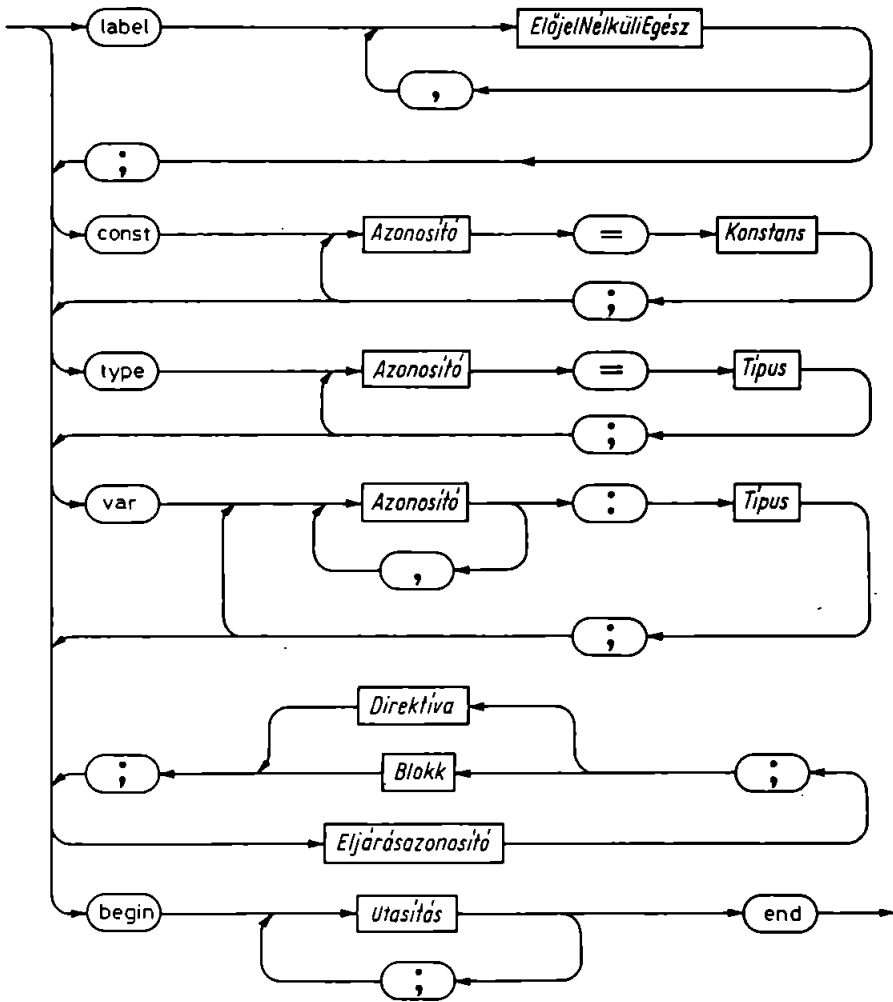 label ElőjelNélküliEgész
,
;
const Azonosító = Konstans
;
type Azonosító = Típus
;
var Azonosító : Típus
,
;
Direktíva
; Blokk ;
Eljárásazonosító
begin Utasítás end
;